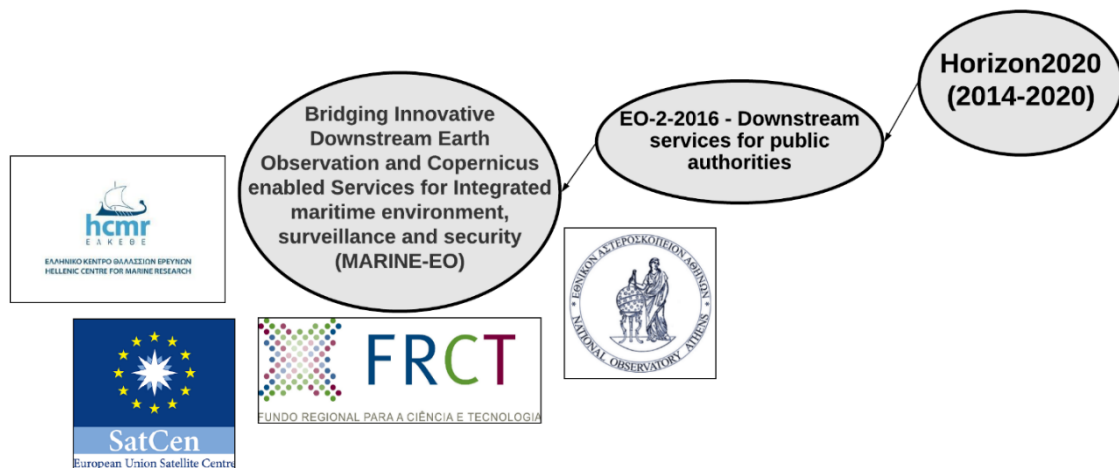 Horizon2020
(2014-2020)
EO-2-2016 - Downstream
services for public
authorities
Bridging Innovative
Downstream Earth
Observation and Copernicus
enabled Services for Integrated
maritime environment,
surveillance and security
(MARINE-EO)
hcmr
ΕΛΚΕΘΕ
ΕΛΛΗΝΙΚΟ ΚΕΝΤΡΟ ΘΑΛΑΣΣΙΩΝ ΕΡΕΥΝΩΝ
HELLENIC CENTRE FOR MARINE RESEARCH
ΕΘΝΙΚΟΝ ΑΣΤΕΡΟΣΚΟΠΕΙΟΝ ΑΘΗΝΩΝ
NATIONAL OBSERVATORY ATHENS
FRCT
FUNDO REGIONAL PARA A CIÊNCIA E TECNOLOGIA
SatCen
European Union Satellite Centre